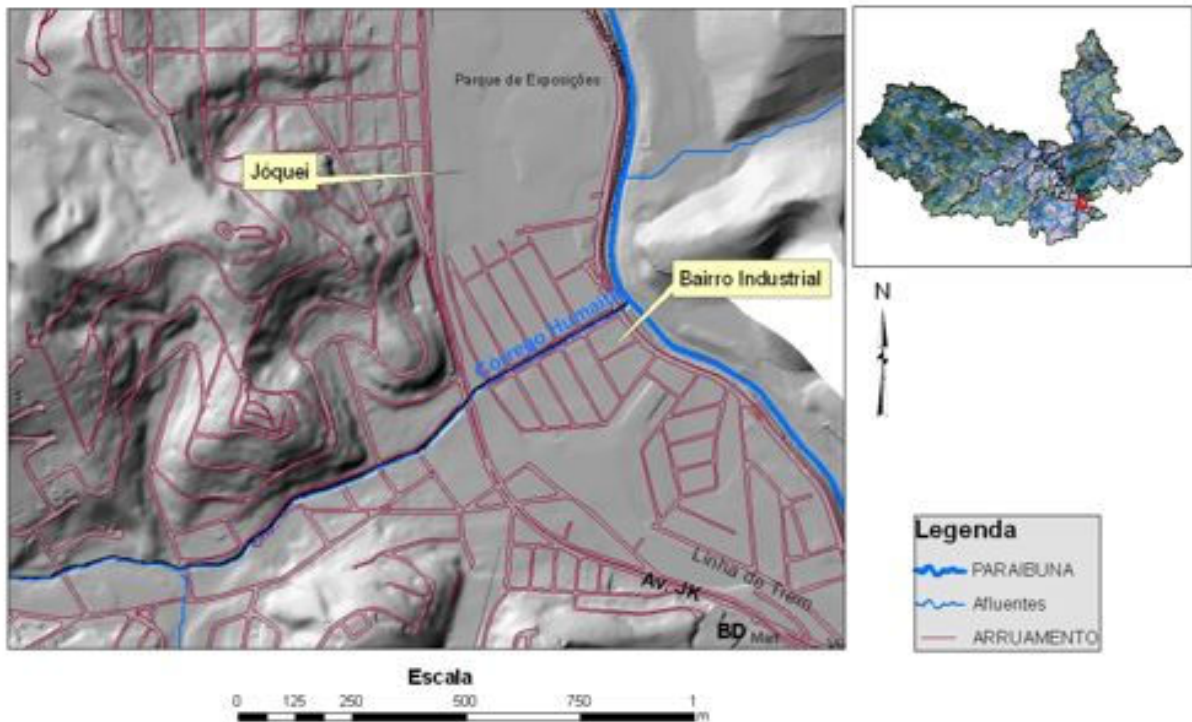 Parque de Exposições
Jóquei
Bairro Industrial
Córrego Humaitá
Linha de Trem
Av. JK
BD
N
Legenda
PARAIBUNA
Afluentes
ARRUAMENTO
Escala
0 125 250 500 750 1
m